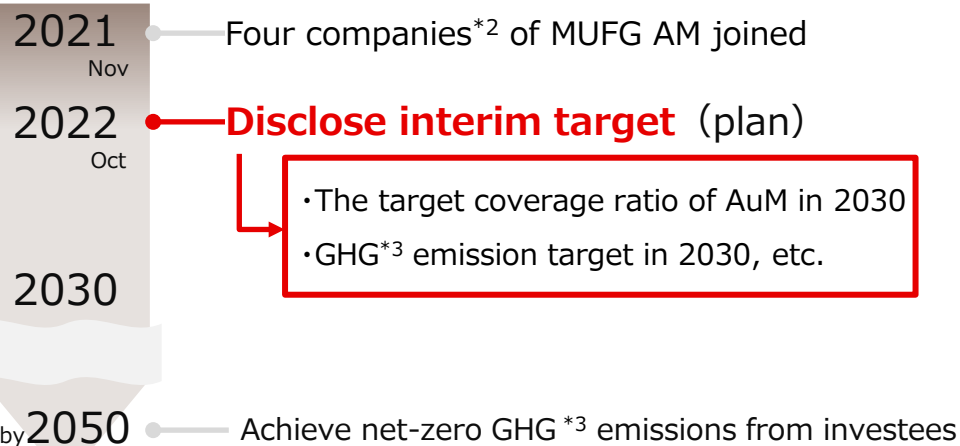 2021
Nov
Four companies*2 of MUFG AM joined
2022
Oct
Disclose interim target（plan）
・The target coverage ratio of AuM in 2030
・GHG*3 emission target in 2030, etc.
2030
by 2050
Achieve net-zero GHG *3 emissions from investees